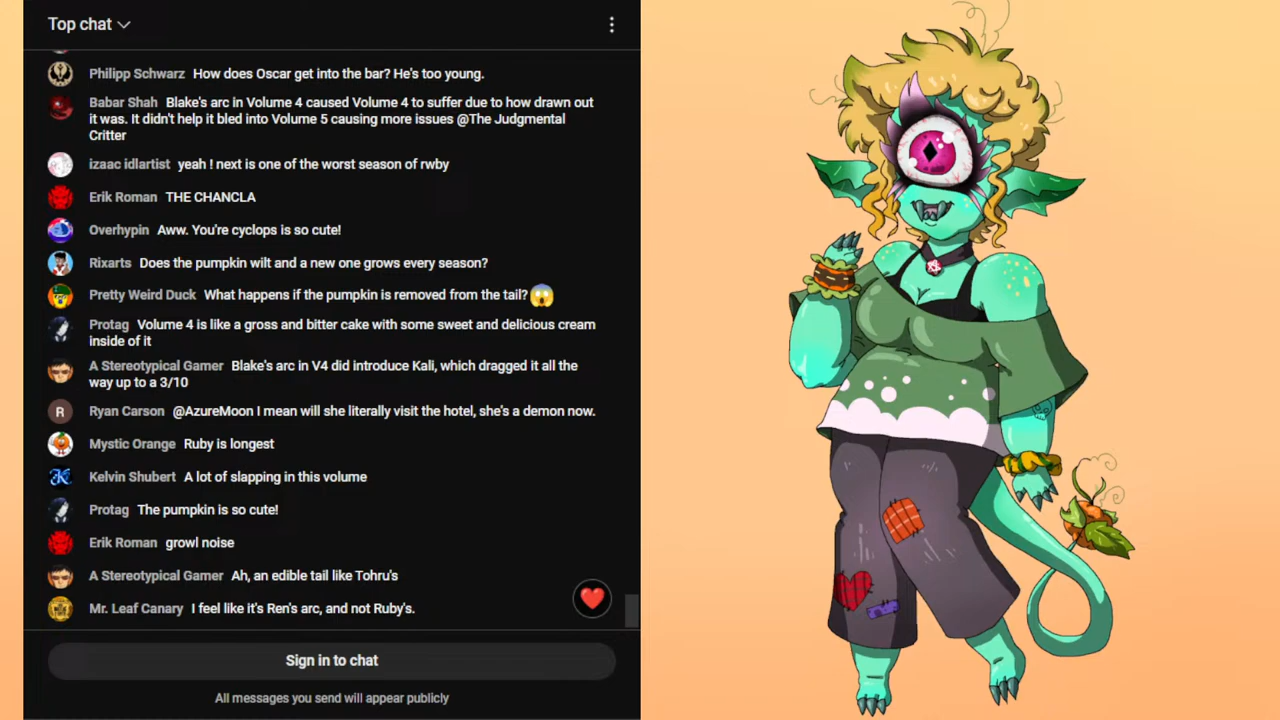 Top chat
Philipp Schwarz How does Oscar get into the bar? He's too young.
Babar Shah Blake's arc in Volume 4 caused Volume 4 to suffer due to how drawn out
it was. It didn't help it bled into Volume 5 causing more issues @The Judgmental
Critter
izaac idlartist yeah ! next is one of the worst season of rwby
Erik Roman THE CHANCLA
Overhypin Aww. You're cyclops is so cute!
Rixarts Does the pumpkin wilt and a new one grows every season?
Pretty Weird Duck What happens if the pumpkin is removed from the tail?
Protag Volume 4 is like a gross and bitter cake with some sweet and delicious cream
inside of it
A Stereotypical Gamer Blake's arc in V4 did introduce Kali, which dragged it all the
way up to a 3/10
R Ryan Carson @AzureMoon I mean will she literally visit the hotel, she's a demon now.
Mystic Orange Ruby is longest
Kelvin Shubert A lot of slapping in this volume
Protag The pumpkin is so cute!
Erik Roman growl noise
A Stereotypical Gamer Ah, an edible tail like Tohru's
Mr. Leaf Canary I feel like it's Ren's arc, and not Ruby's.
Sign in to chat
All messages you send will appear publicly